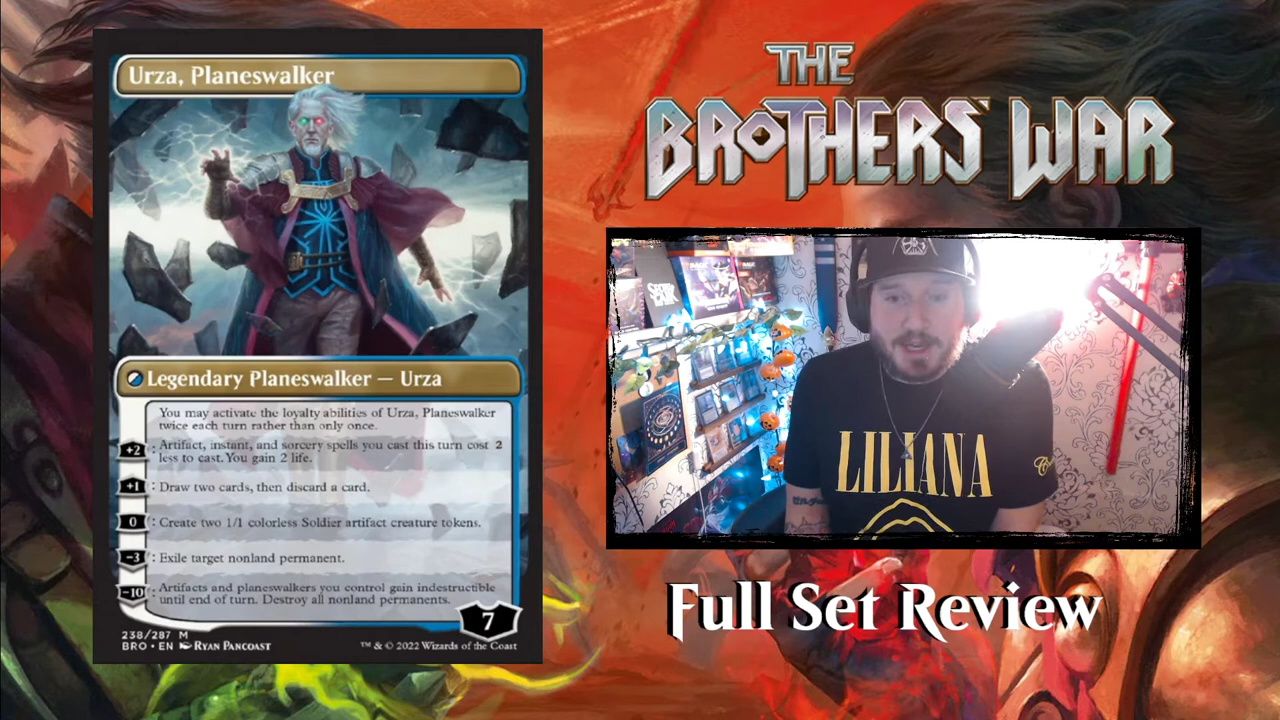 Urza, Planeswalker
Legendary Planeswalker — Urza
You may activate the loyalty abilities of Urza, Planeswalker
twice each turn rather than only once.
+2: Artifact, instant, and sorcery spells you cast this turn cost 2
less to cast. You gain 2 life.
+1: Draw two cards, then discard a card.
0: Create two 1/1 colorless Soldier artifact creature tokens.
−3: Exile target nonland permanent.
−10: Artifacts and planeswalkers you control gain indestructible
until end of turn. Destroy all nonland permanents.
7
238/287 M
BRO • EN RYAN PANCOAST
™ & © 2022 Wizards of the Coast
THE
BROTHERS' WAR
SECRET
LAIR
LILIANA
Full Set Review